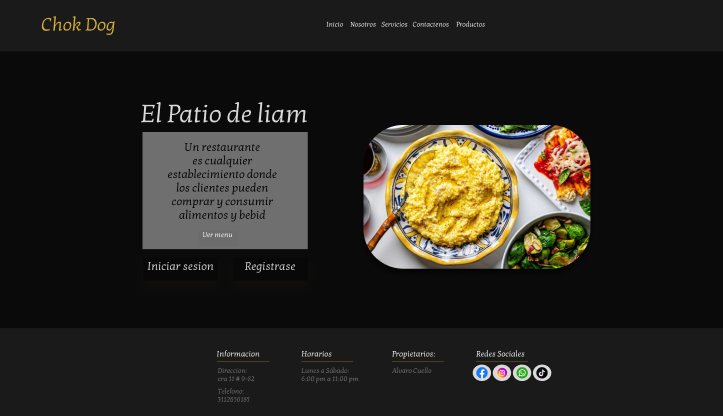 Chok Dog
Inicio Nosotros Servicios Contactenos Productos
El Patio de liam
Un restaurante
es cualquier
establecimiento donde
los clientes pueden
comprar y consumir
alimentos y bebid
Ver menu
Iniciar sesion Registrase
Informacion Horarios Propietarios: Redes Sociales
Direccion: Lunes a Sábado: Alvaro Cuello
cra 11 # 9-62 6:00 pm a 11:00 pm
Telefono: